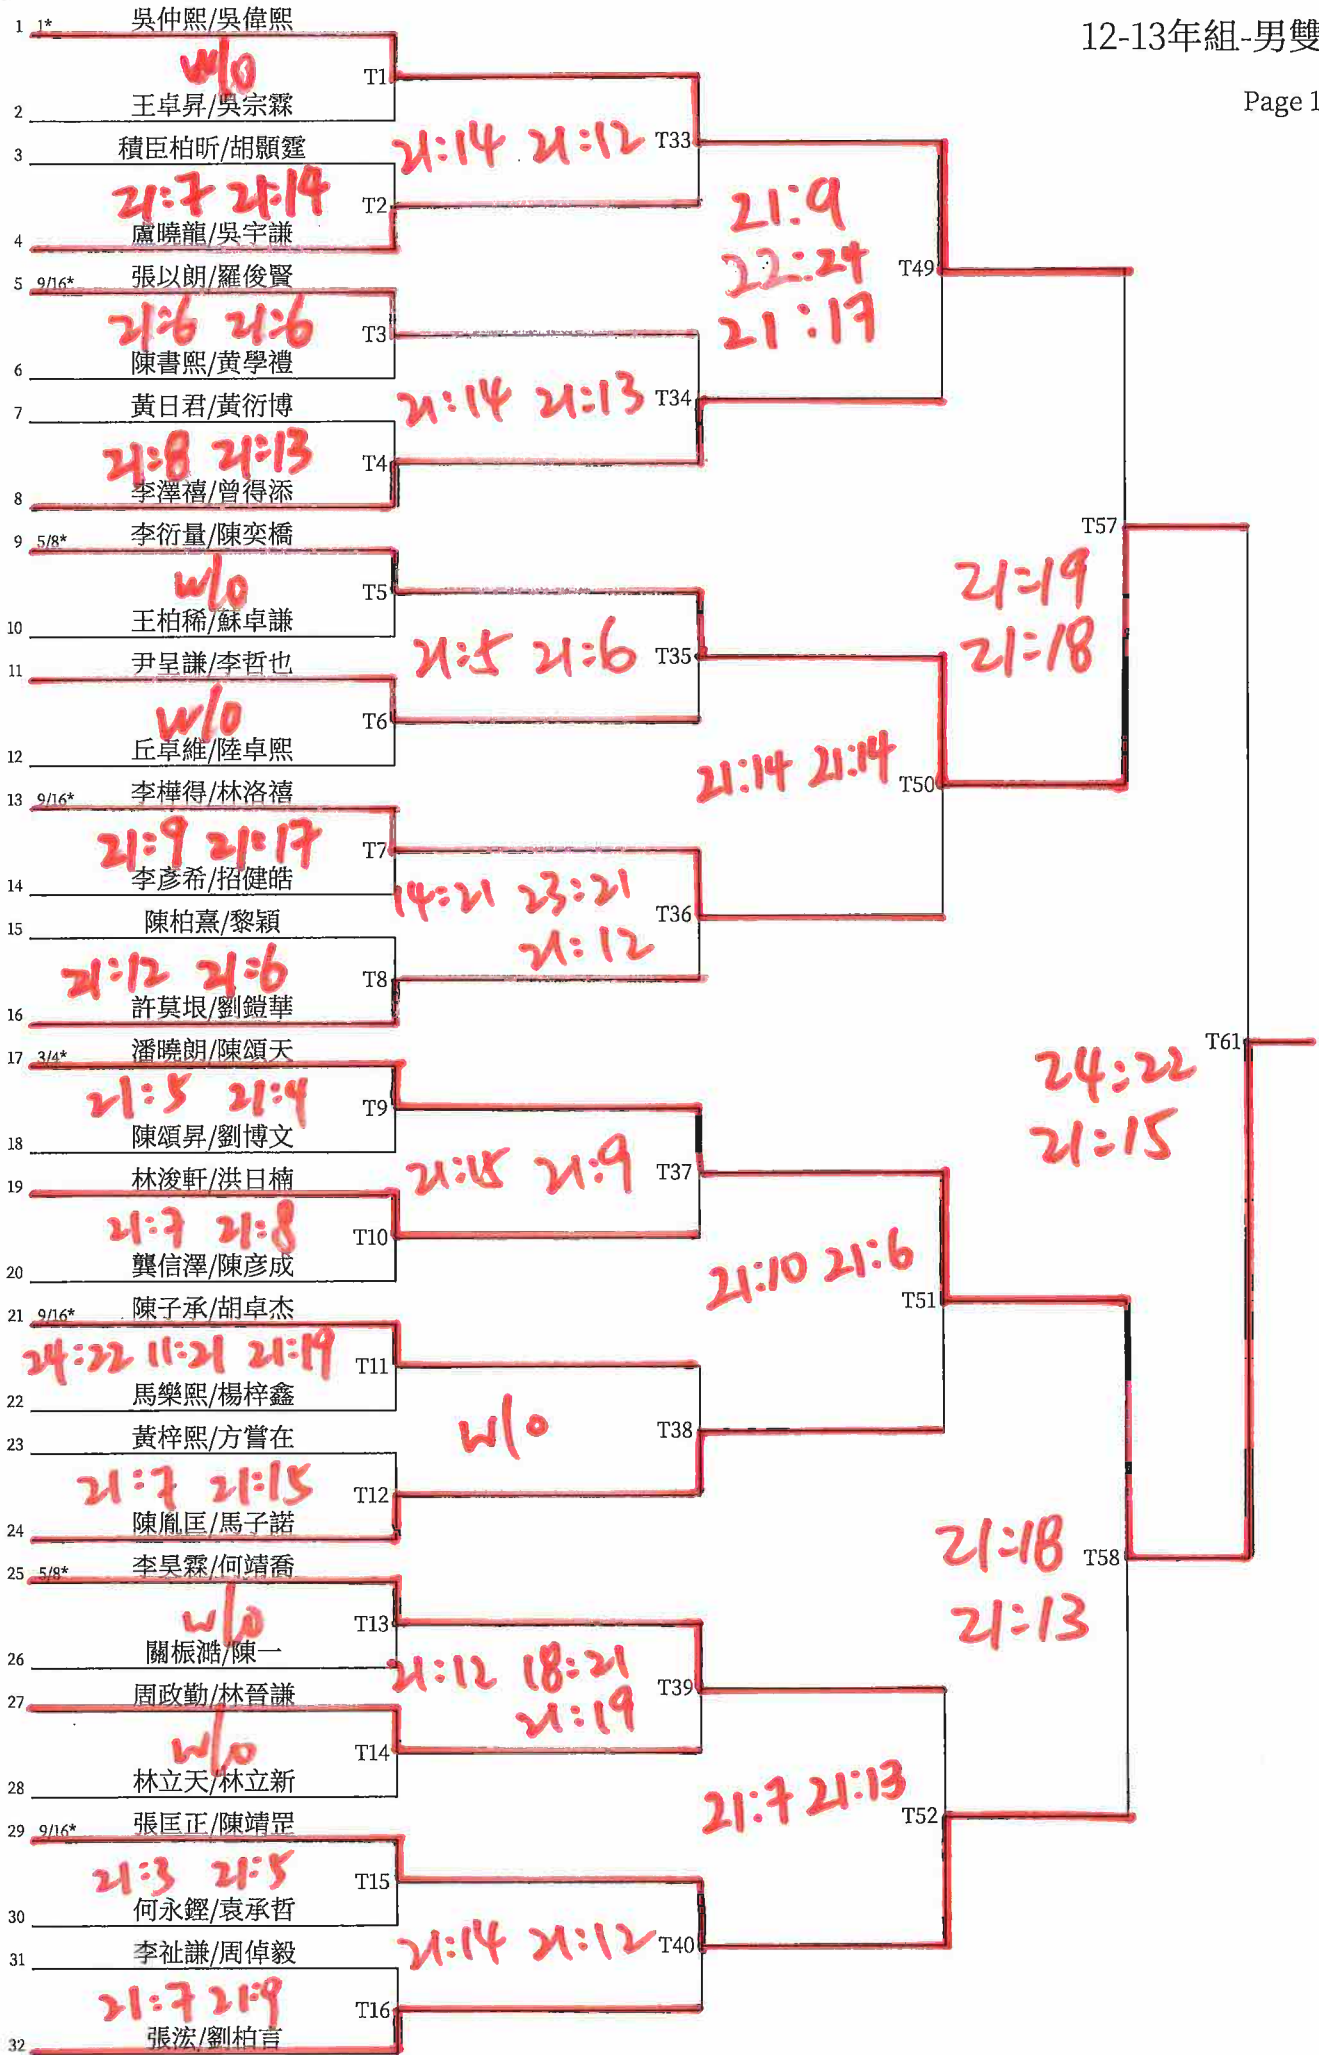 12-13年組-男雙
Page 1
1 1* 吳仲熙/吳偉熙
w/o T1
2 王卓昇/吳宗霖
21:14 21:12 T33
3 積臣柏昕/胡顥霆
21:7 21:14 T2
4 盧曉龍/吳宇謙
21:9
22:24
21:17
T49
5 9/16* 張以朗/羅俊賢
21:6 21:6 T3
6 陳書熙/黃學禮
21:14 21:13 T34
7 黃日君/黃衍博
21:8 21:13 T4
8 李澤禧/曾得添
T57
21:19
21:18
9 5/8* 李衍量/陳奕橋
w/o T5
10 王柏稀/蘇卓謙
21:5 21:6 T35
11 尹呈謙/李哲也
w/o T6
12 丘卓維/陸卓熙
21:14 21:14 T50
13 9/16* 李樺得/林洛禧
21:9 21:17 T7
14 李彥希/招健皓
14:21 23:21 T36
21:12
15 陳柏熹/黎穎
21:12 21:6 T8
16 許莫垠/劉鎧華
T61
24:22
21:15
17 3/4* 潘曉朗/陳頌天
21:5 21:4 T9
18 陳頌昇/劉博文
21:15 21:9 T37
19 林浚軒/洪日楠
21:7 21:8 T10
20 龔信澤/陳彥成
21:10 21:6 T51
21 9/16* 陳子承/胡卓杰
24:22 11:21 21:19 T11
22 馬樂熙/楊梓鑫
w/o T38
23 黃梓熙/方嘗在
21:7 21:15 T12
24 陳胤匡/馬子諾
21:18 T58
21:13
25 5/8* 李昊霖/何靖喬
w/o T13
26 關桭澔/陳一
21:12 18:21 T39
21:19
27 周政勤/林晉謙
w/o T14
28 林立天/林立新
21:7 21:13 T52
29 9/16* 張匡正/陳靖罡
21:3 21:5 T15
30 何永鏗/袁承哲
21:14 21:12 T40
31 李祉謙/周倬毅
21:7 21:9 T16
32 張浤/劉柏言